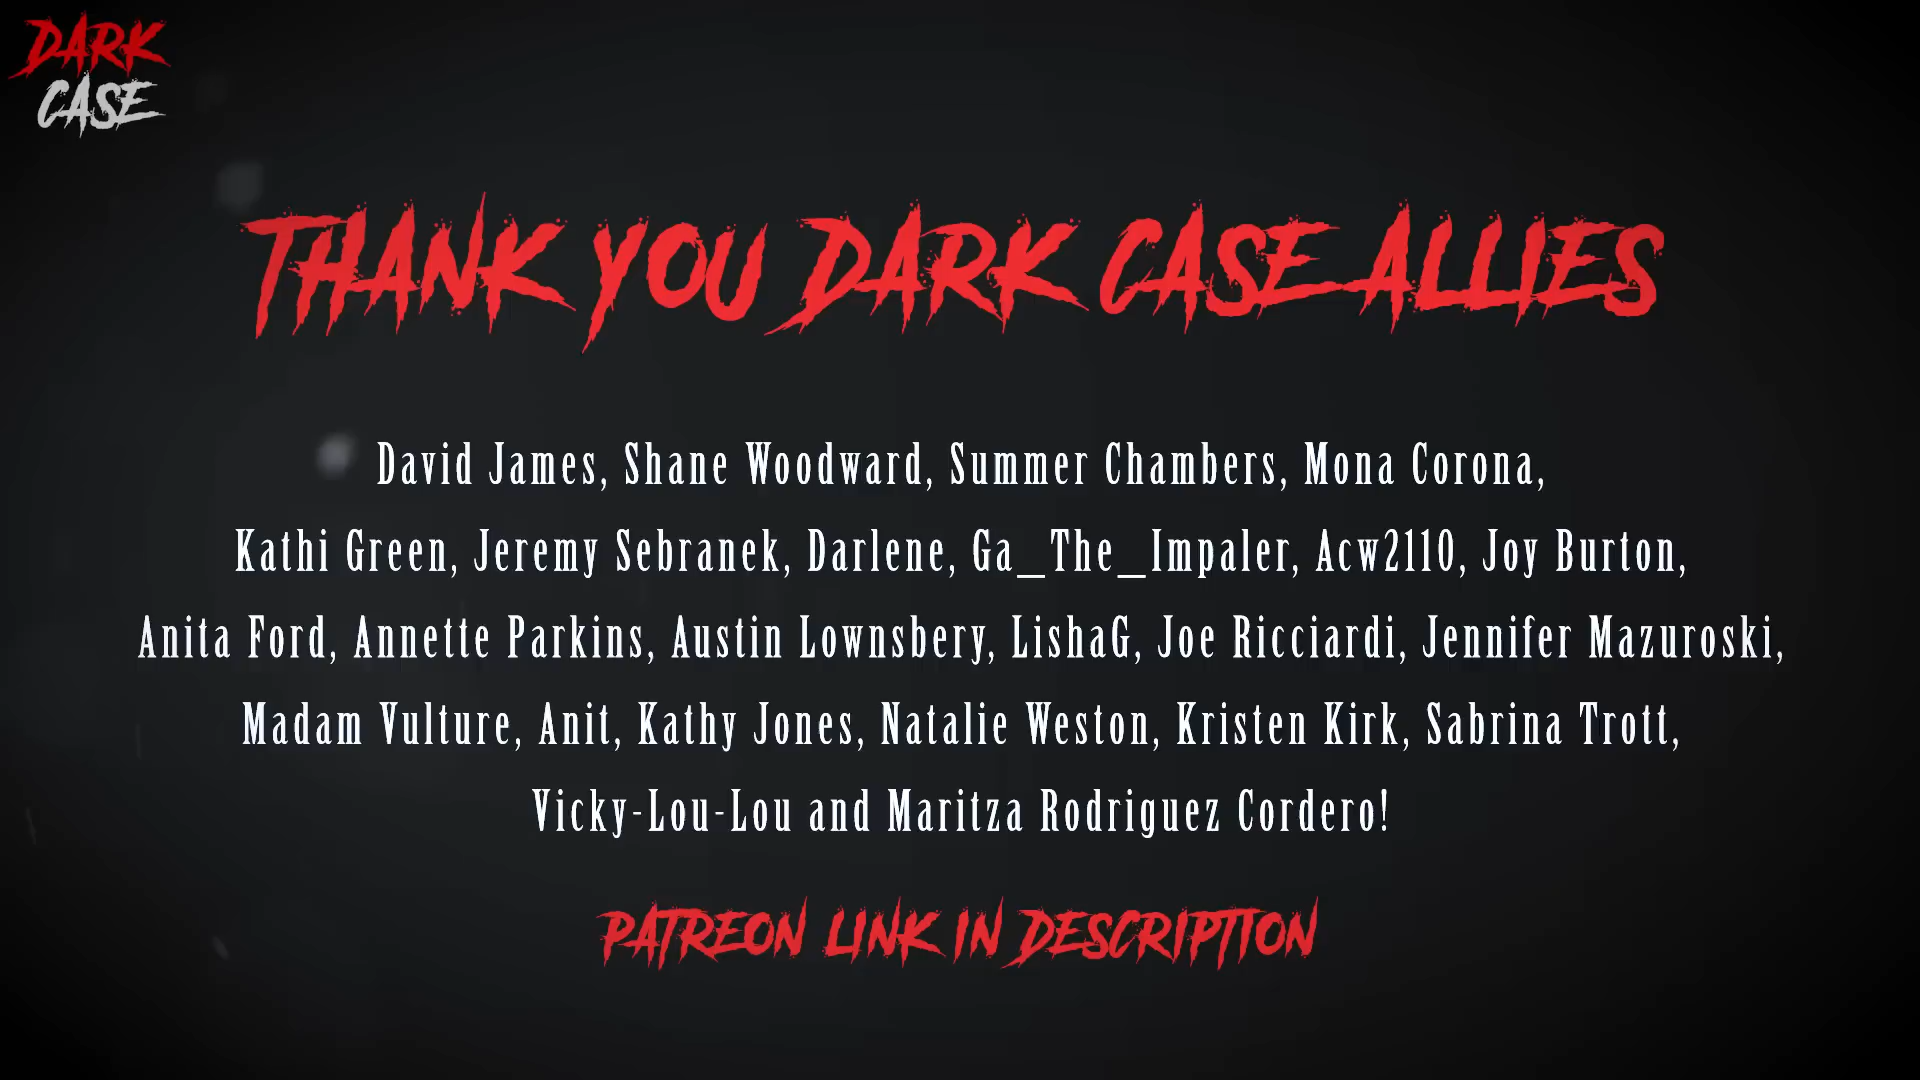 DARK
CASE
THANK YOU DARK CASE ALLIES
David James, Shane Woodward, Summer Chambers, Mona Corona,
Kathi Green, Jeremy Sebranek, Darlene, Ga_The_Impaler, Acw2110, Joy Burton,
Anita Ford, Annette Parkins, Austin Lownsbery, LishaG, Joe Ricciardi, Jennifer Mazuroski,
Madam Vulture, Anit, Kathy Jones, Natalie Weston, Kristen Kirk, Sabrina Trott,
Vicky-Lou-Lou and Maritza Rodriguez Cordero!
PATREON LINK IN DESCRIPTION